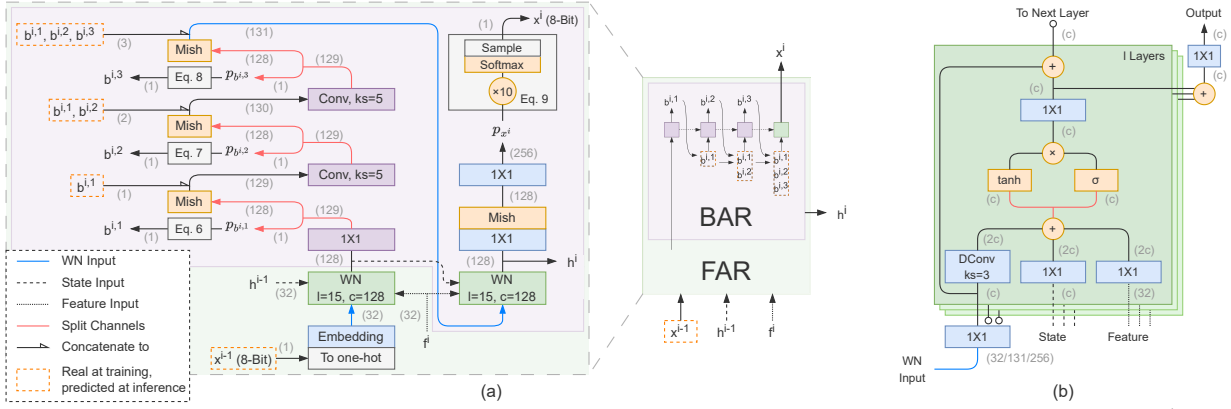 b^{i,1}, b^{i,2}, b^{i,3}
(3)
(131)
Mish
(128)
(129)
b^{i,3}
(1)
Eq. 8
p_{b^{i,3}}
(1)
Conv, ks=5
b^{i,1}, b^{i,2}
(2)
(130)
Mish
(128)
(129)
b^{i,2}
(1)
Eq. 7
p_{b^{i,2}}
(1)
Conv, ks=5
b^{i,1}
(1)
(129)
Mish
(128)
(129)
b^{i,1}
(1)
Eq. 6
p_{b^{i,1}}
(1)
1X1
(128)
h^{i-1}
(32)
WN
l=15, c=128
(32)
(32)
f^i
Embedding
To one-hot
x^{i-1} (8-Bit)
(1)
x^i (8-Bit)
(1)
Sample
Softmax
×10
Eq. 9
p_{x^i}
(256)
1X1
(128)
Mish
1X1
(128)
h^i
WN
l=15, c=128
WN Input
State Input
Feature Input
Split Channels
Concatenate to
Real at training,
predicted at inference
(a)
x^i
b^{i,1}
b^{i,2}
b^{i,3}
b^{i,1}
b^{i,1}
b^{i,2}
b^{i,1}
b^{i,2}
b^{i,3}
BAR
h^i
FAR
x^{i-1}
h^{i-1}
f^i
To Next Layer
Output
(c)
(c)
1X1
(c)
l Layers
+
+
(c)
1X1
(c)
×
tanh
σ
(c)
(c)
+
(2c)
(2c)
(2c)
DConv
ks=3
1X1
1X1
(c)
(c)
(32)
1X1
State
Feature
(32/131/256)
WN
Input
(b)